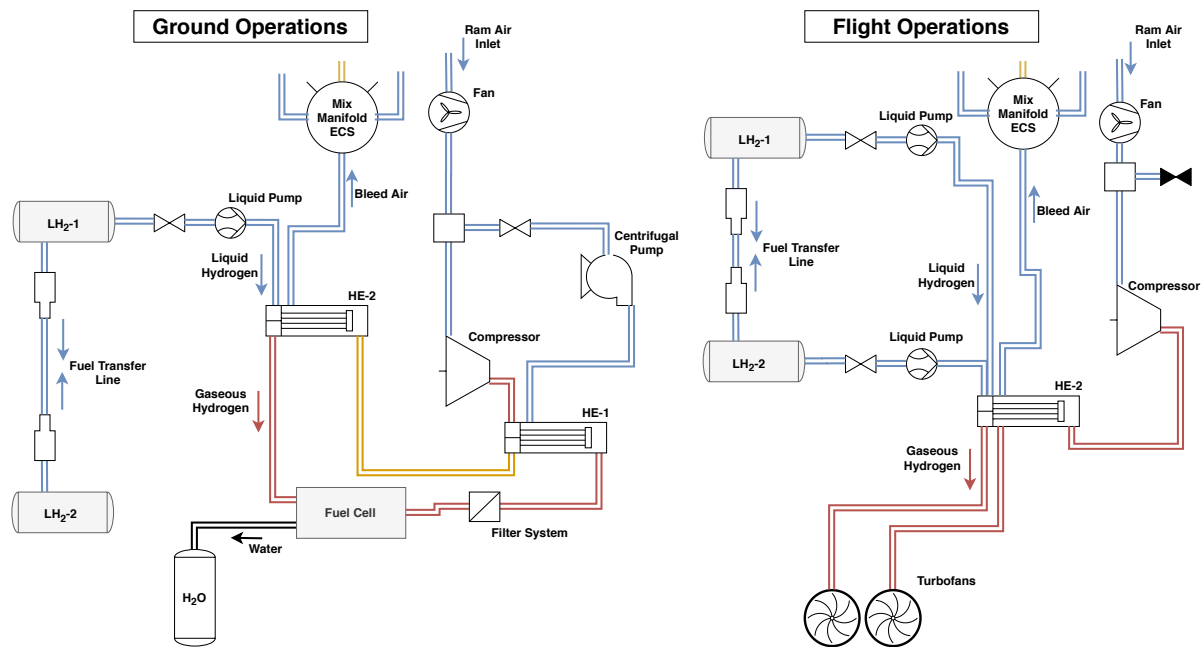 Ground Operations
Ram Air
Inlet
Fan
Mix
Manifold
ECS
Bleed Air
Liquid Pump
LH₂-1
Liquid
Hydrogen
Centrifugal
Pump
HE-2
Compressor
Fuel Transfer
Line
Gaseous
Hydrogen
HE-1
LH₂-2
Fuel Cell
Filter System
Water
H₂O
Flight Operations
Ram Air
Inlet
Fan
Mix
Manifold
ECS
Liquid Pump
LH₂-1
Bleed Air
Fuel Transfer
Line
Liquid
Hydrogen
Compressor
Liquid Pump
LH₂-2
HE-2
Gaseous
Hydrogen
Turbofans